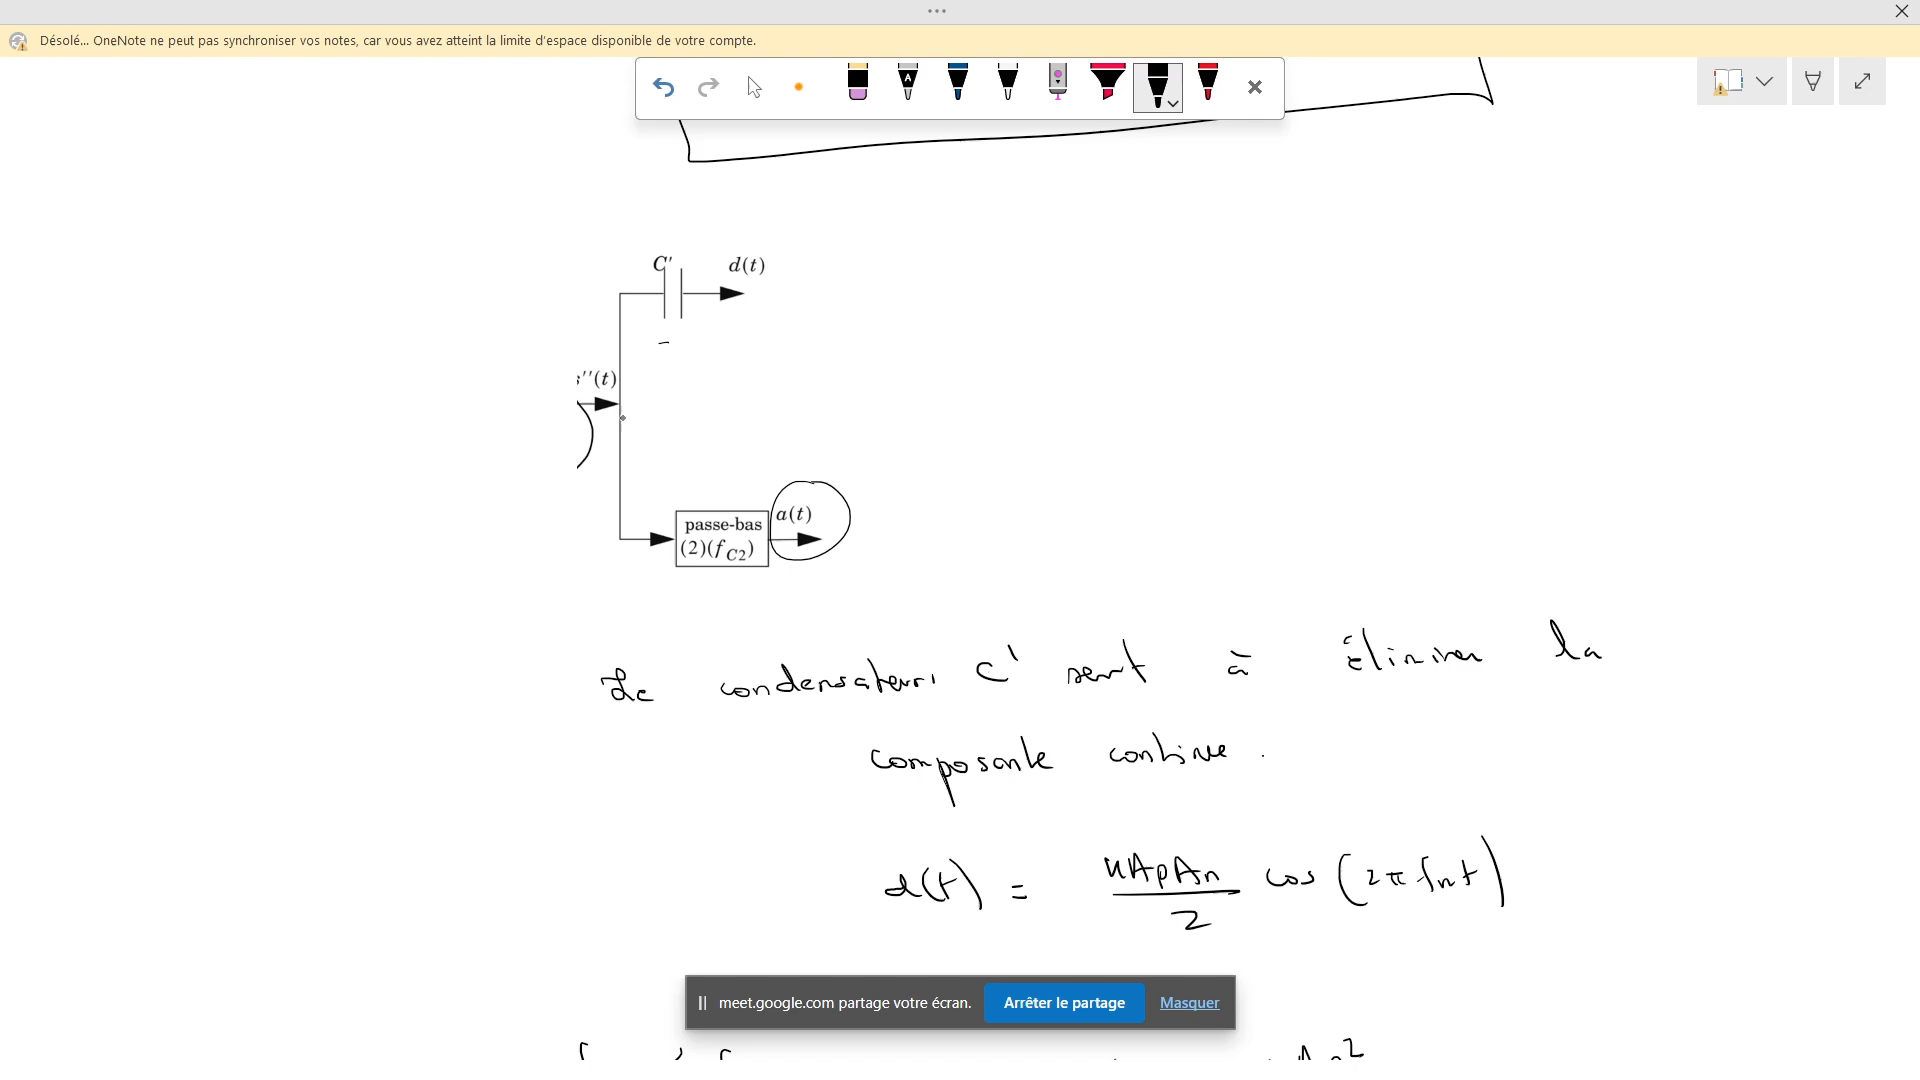 Désolé... OneNote ne peut pas synchroniser vos notes, car vous avez atteint la limite d'espace disponible de votre compte.
A
C' d(t)
s''(t)
passe-bas a(t)
(2)(f_C2)
Le condensateur C' sert à éliminer la
composante continue .
d(t) = kApAm/2 cos (2π fm t)
meet.google.com partage votre écran. Arrêter le partage Masquer